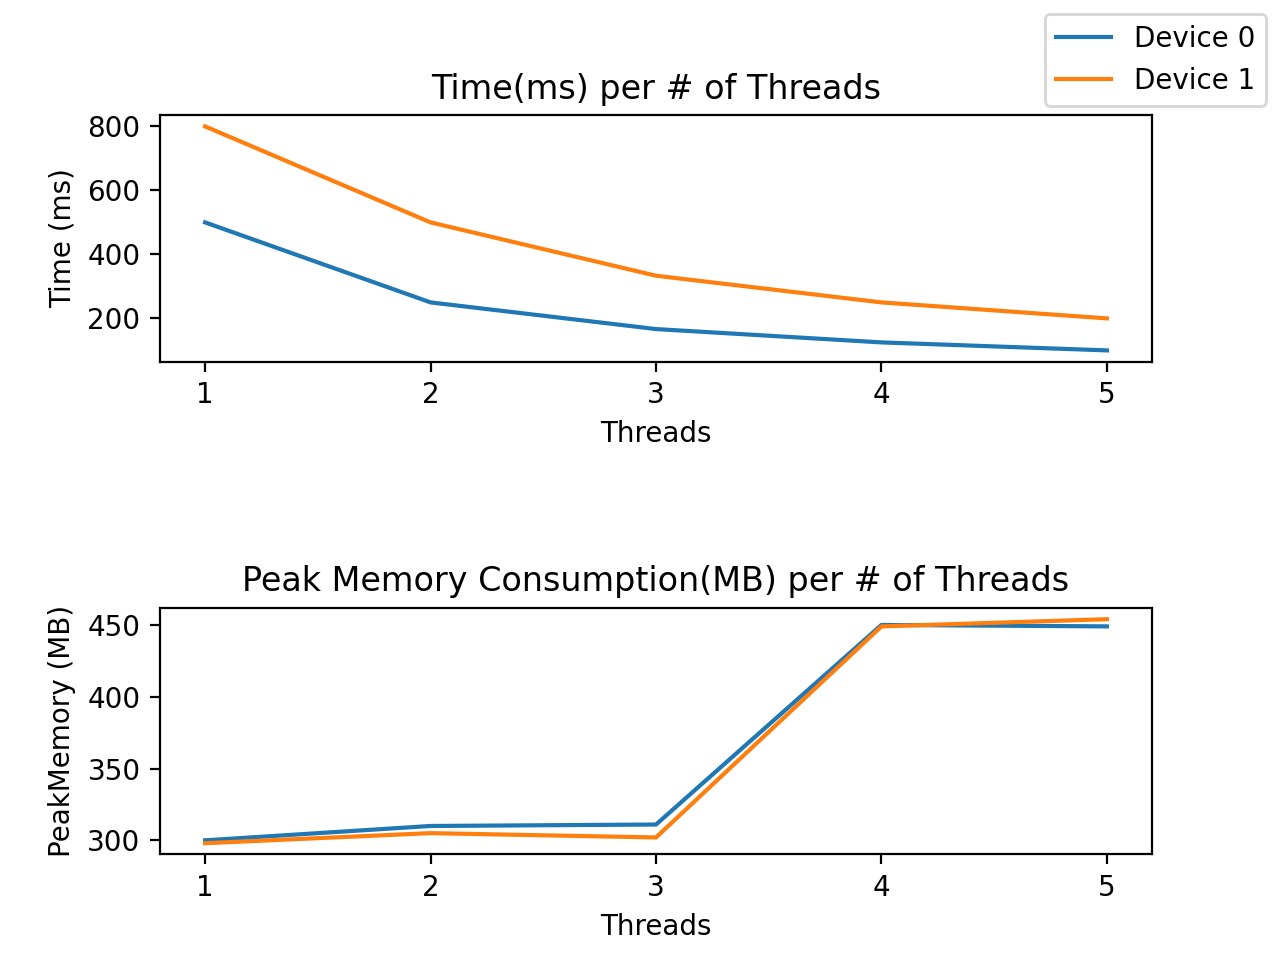 Device 0
Device 1
Time(ms) per # of Threads
Time (ms)
800
600
400
200
1 2 3 4 5
Threads
Peak Memory Consumption(MB) per # of Threads
PeakMemory (MB)
450
400
350
300
1 2 3 4 5
Threads